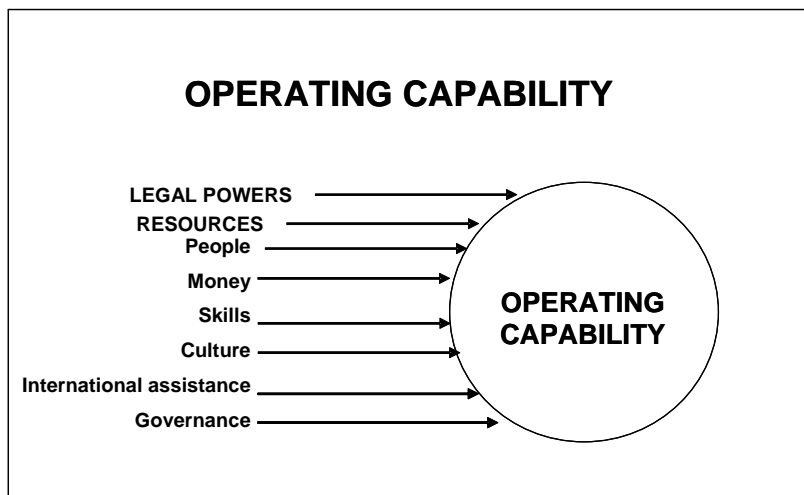 OPERATING CAPABILITY
LEGAL POWERS
RESOURCES
People
Money
Skills
Culture
International assistance
Governance
OPERATING
CAPABILITY